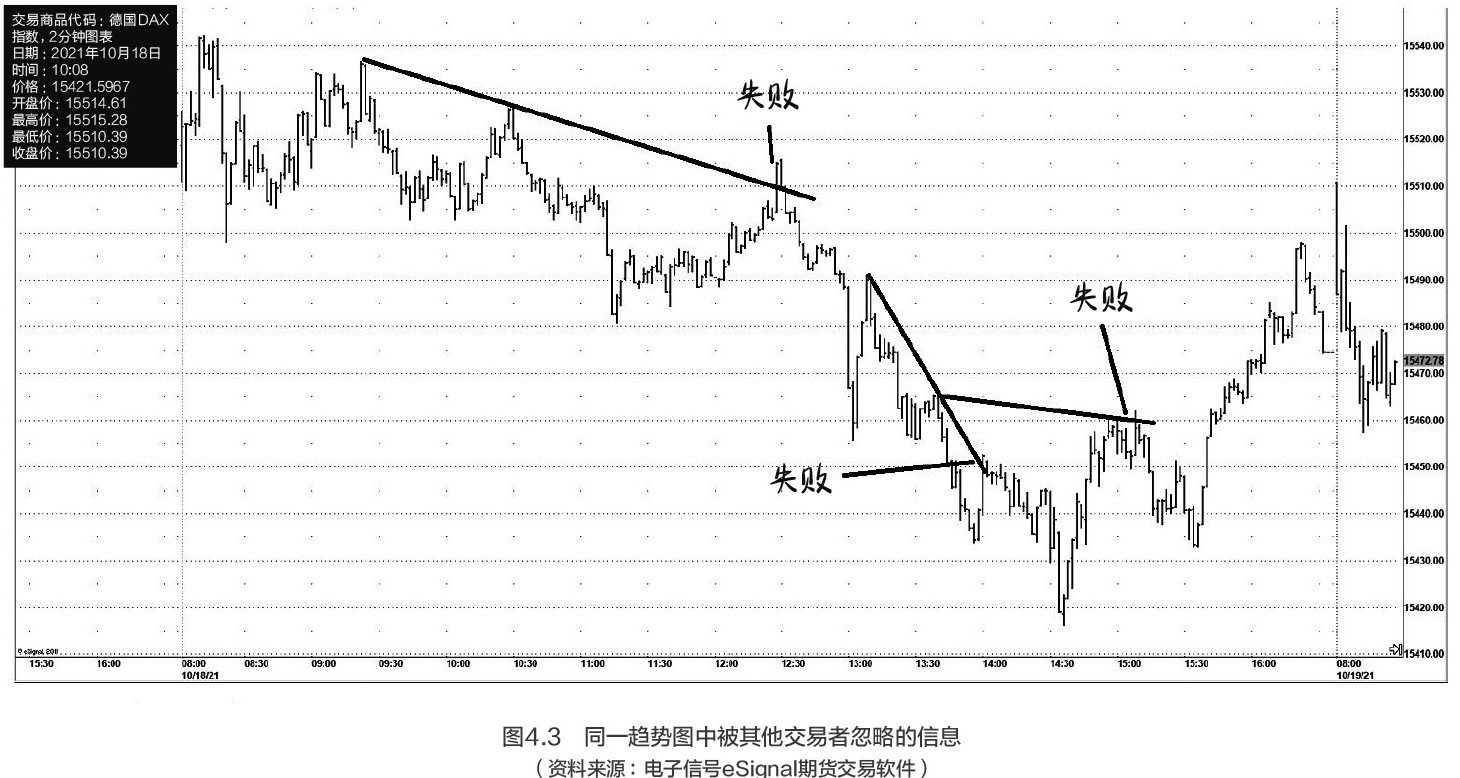 交易商品代码：德国DAX
指数，2分钟图表
日期：2021年10月18日
时间：10:08
价格：15421.5967
开盘价：15514.61
最高价：15515.28
最低价：15510.39
收盘价：15510.39
失败
失败
失败
15540.00
15530.00
15520.00
15510.00
15500.00
15490.00
15480.00
15472.78
15470.00
15460.00
15450.00
15440.00
15430.00
15420.00
15410.00
© eSignal, 2011
15:30 16:00 08:00 08:30 09:00 09:30 10:00 10:30 11:00 11:30 12:00 12:30 13:00 13:30 14:00 14:30 15:00 15:30 16:00 08:00
10/18/21 10/19/21
图4.3 同一趋势图中被其他交易者忽略的信息
（资料来源：电子信号eSignal期货交易软件）